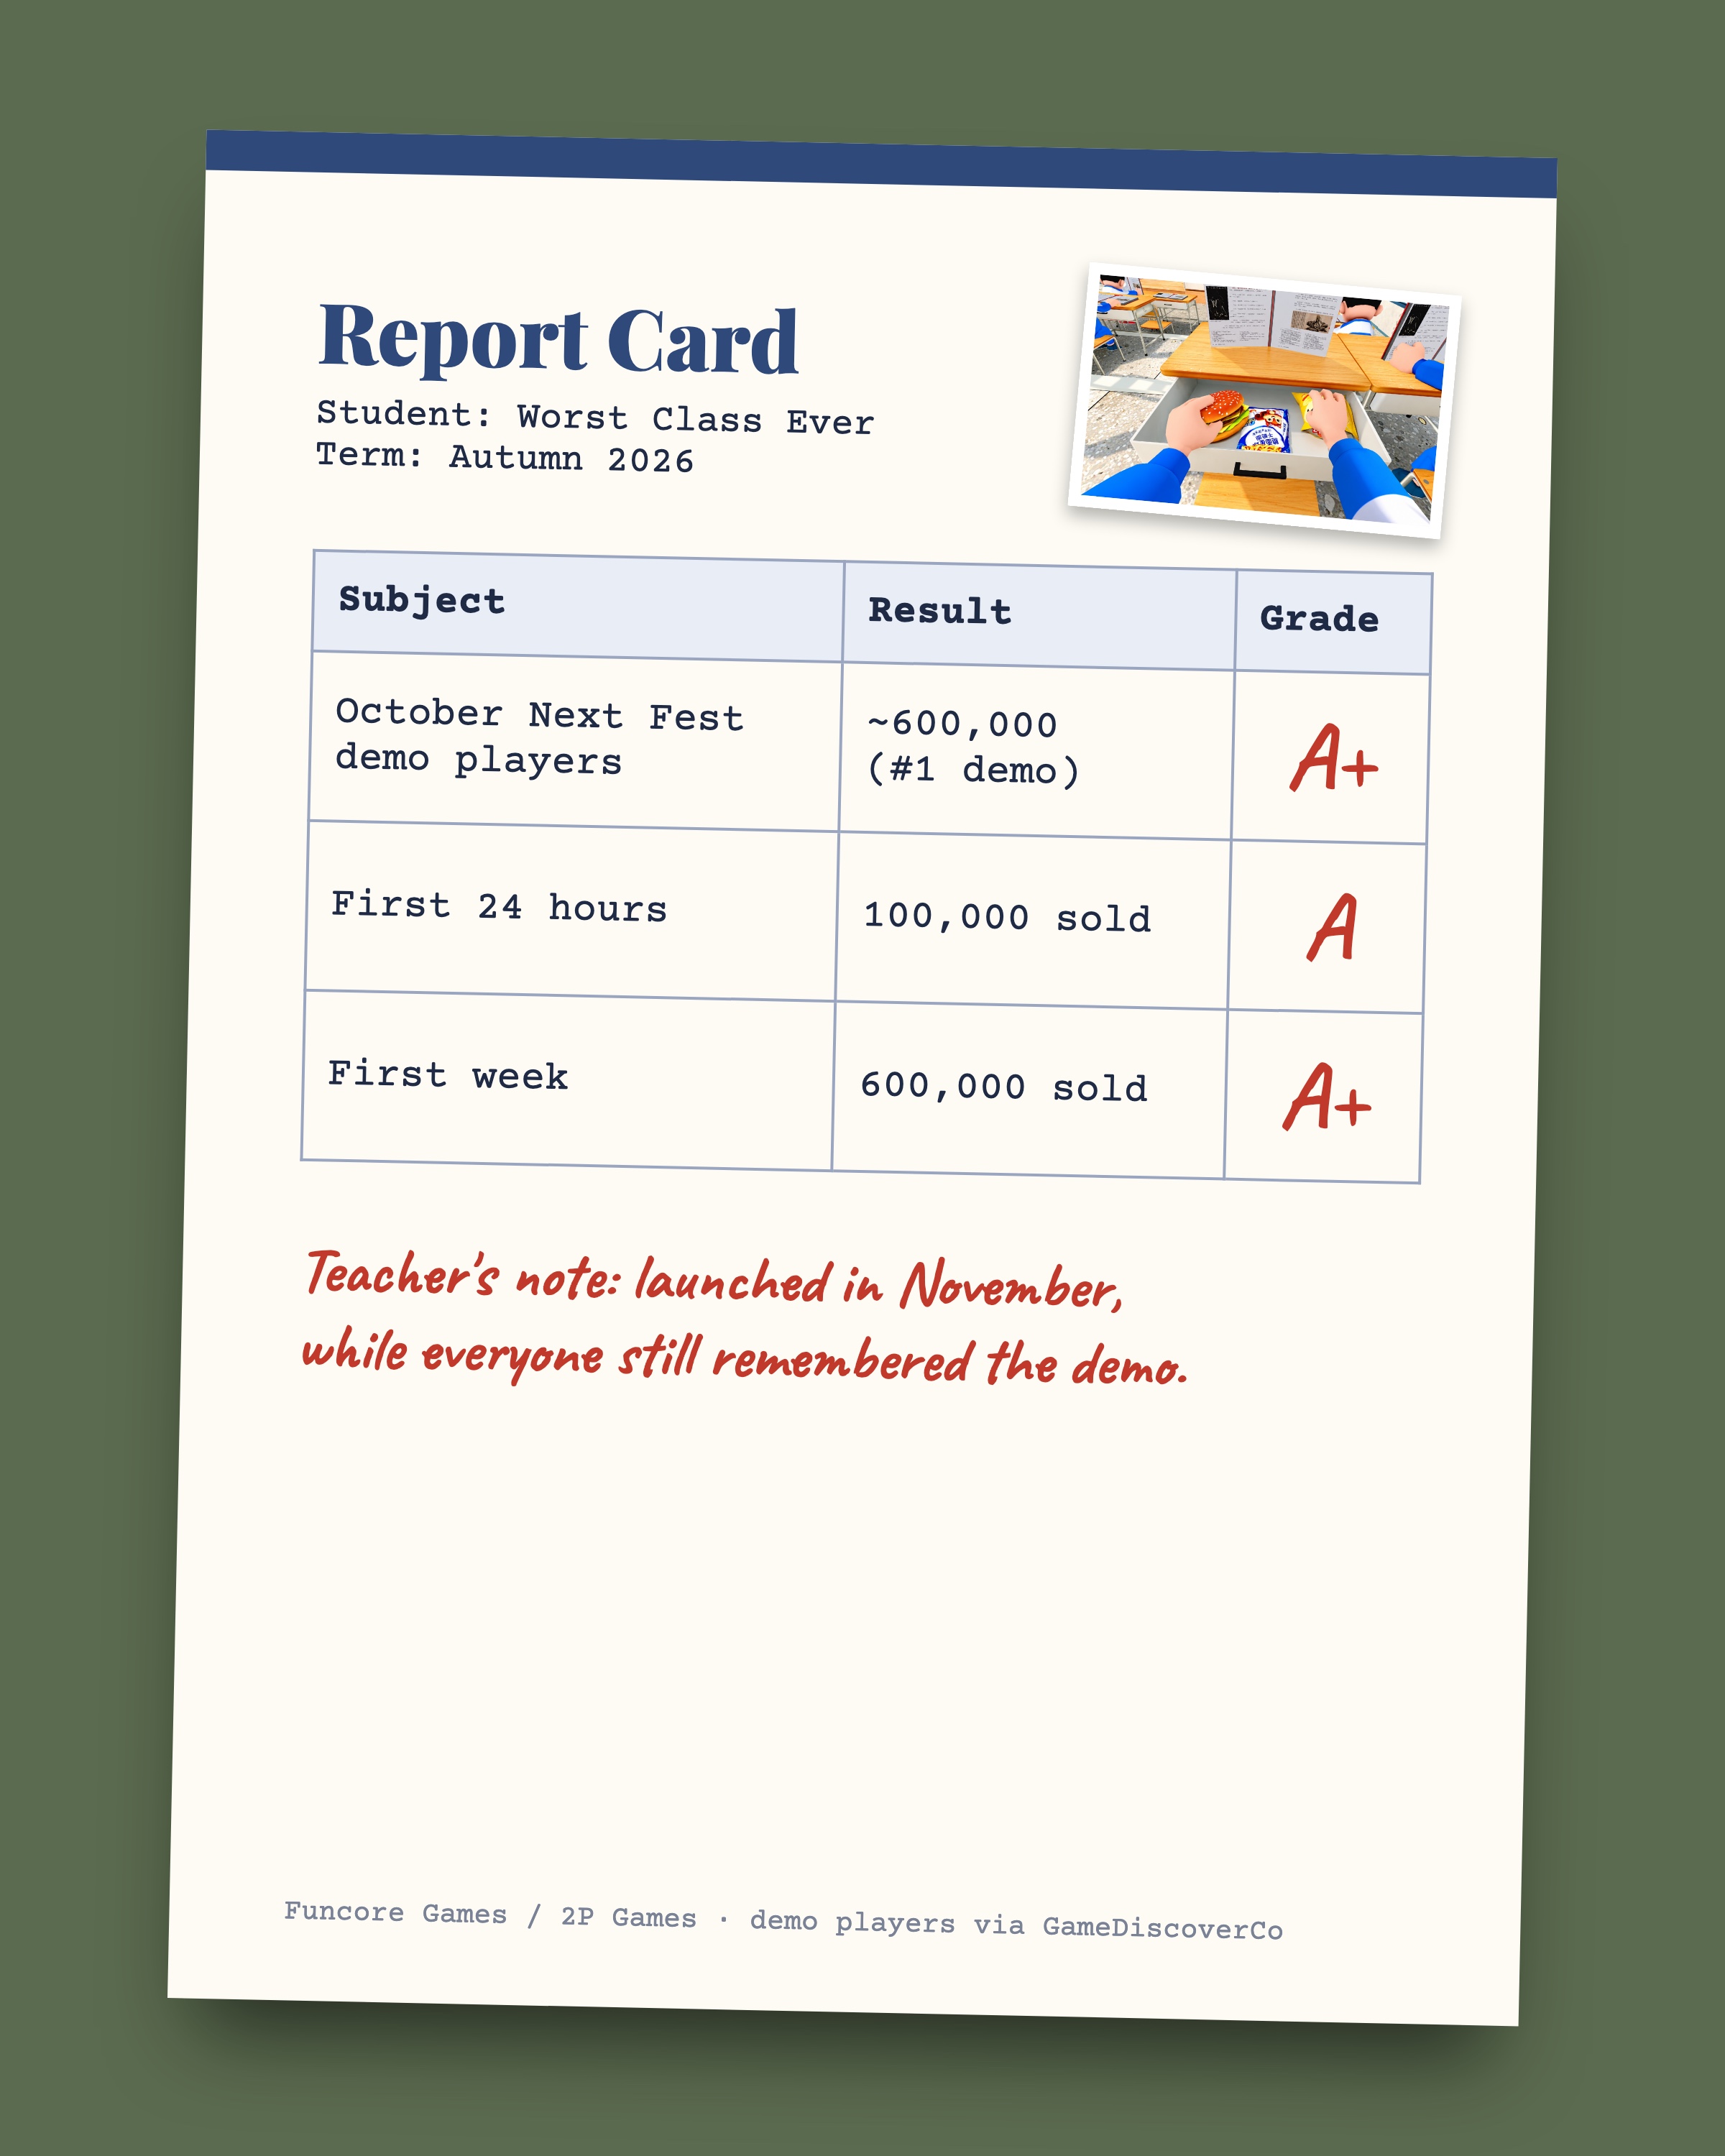 Report Card
Student: Worst Class Ever
Term: Autumn 2026
Subject Result Grade
October Next Fest
demo players
~600,000
(#1 demo)
A+
First 24 hours 100,000 sold A
First week 600,000 sold A+
Teacher's note: launched in November,
while everyone still remembered the demo.
Funcore Games / 2P Games · demo players via GameDiscoverCo